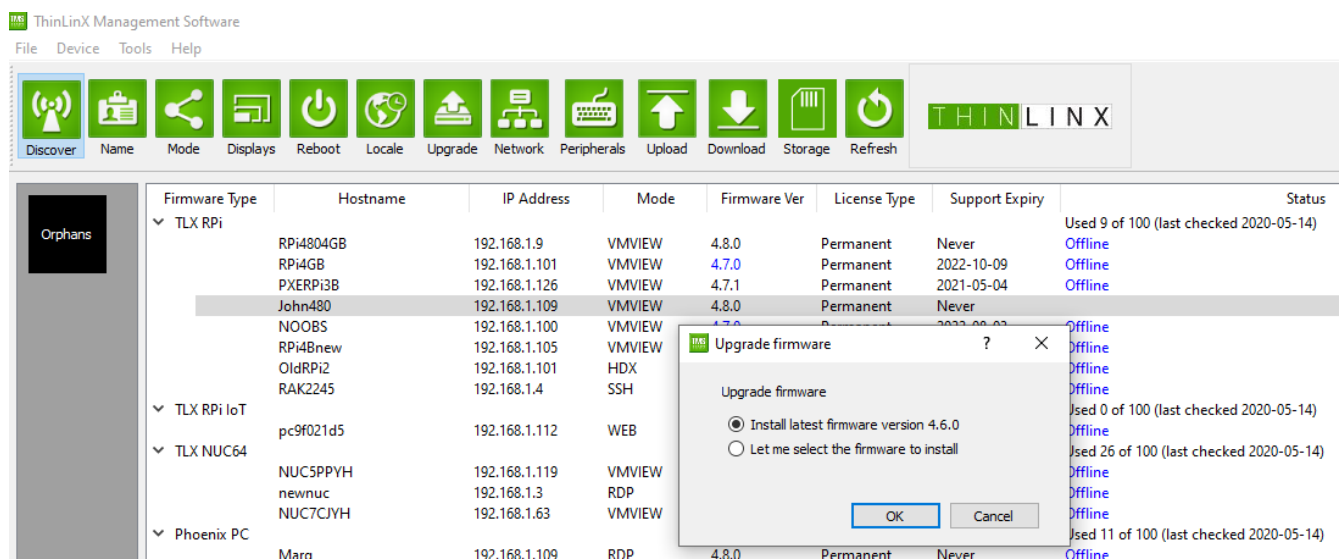 ThinLinX Management Software
File Device Tools Help
Discover Name Mode Displays Reboot Locale Upgrade Network Peripherals Upload Download Storage Refresh
THINLINX
Orphans
Firmware Type Hostname IP Address Mode Firmware Ver License Type Support Expiry Status
TLX RPi Used 9 of 100 (last checked 2020-05-14)
RPi4804GB 192.168.1.9 VMVIEW 4.8.0 Permanent Never Offline
RPi4GB 192.168.1.101 VMVIEW 4.7.0 Permanent 2022-10-09 Offline
PXERPi3B 192.168.1.126 VMVIEW 4.7.1 Permanent 2021-05-04 Offline
John480 192.168.1.109 VMVIEW 4.8.0 Permanent Never
NOOBS 192.168.1.100 VMVIEW Offline
RPi4Bnew 192.168.1.105 VMVIEW Offline
OldRPi2 192.168.1.101 HDX Offline
RAK2245 192.168.1.4 SSH Offline
TLX RPi IoT Used 0 of 100 (last checked 2020-05-14)
pc9f021d5 192.168.1.112 WEB Offline
TLX NUC64 Used 26 of 100 (last checked 2020-05-14)
NUC5PPYH 192.168.1.119 VMVIEW Offline
newnuc 192.168.1.3 RDP Offline
NUC7CJYH 192.168.1.63 VMVIEW Offline
Phoenix PC Used 11 of 100 (last checked 2020-05-14)
Marg 192.168.1.109 RDP 4.8.0 Permanent Never Offline
TMS Upgrade firmware ? X
Upgrade firmware
Install latest firmware version 4.6.0
Let me select the firmware to install
OK Cancel